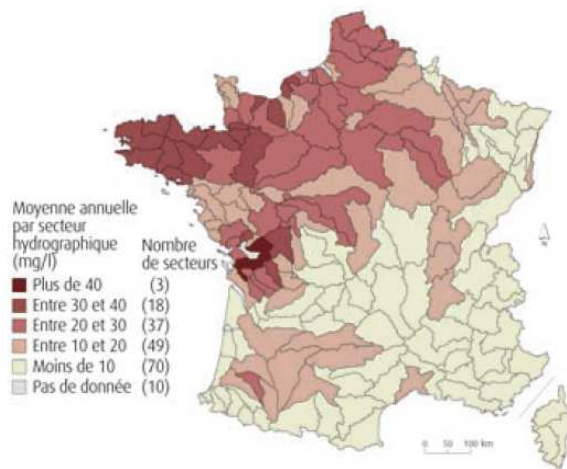 Moyenne annuelle
par secteur
hydrographique
(mg/l)
Nombre
de secteurs
Plus de 40 (3)
Entre 30 et 40 (18)
Entre 20 et 30 (37)
Entre 10 et 20 (49)
Moins de 10 (70)
Pas de donnée (10)
0 50 100 km